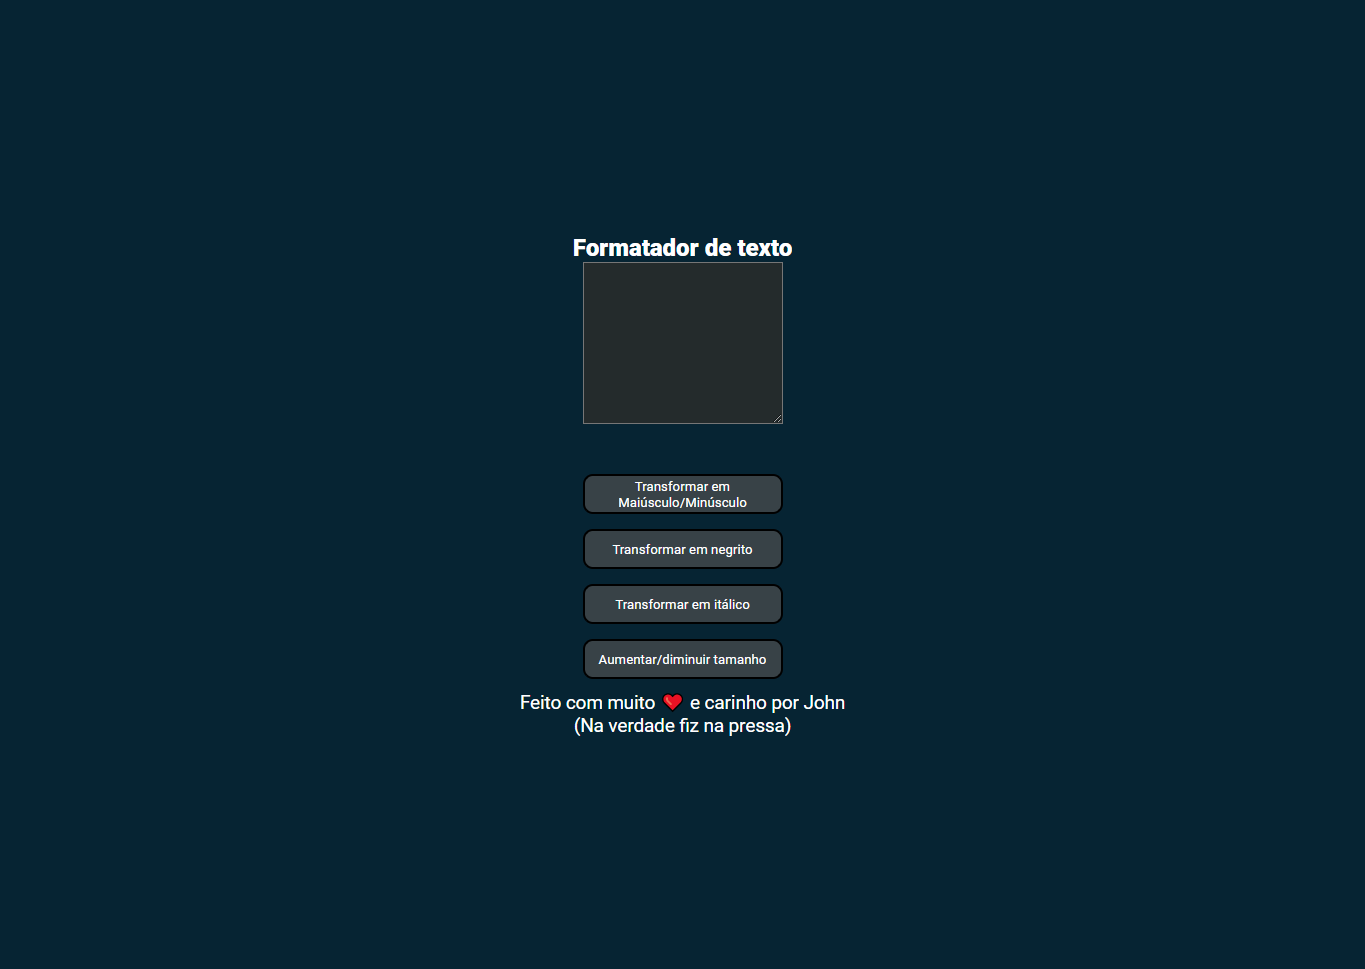 Formatador de texto
Transformar em
Maiúsculo/Minúsculo
Transformar em negrito
Transformar em itálico
Aumentar/diminuir tamanho
Feito com muito ❤️ e carinho por John
(Na verdade fiz na pressa)